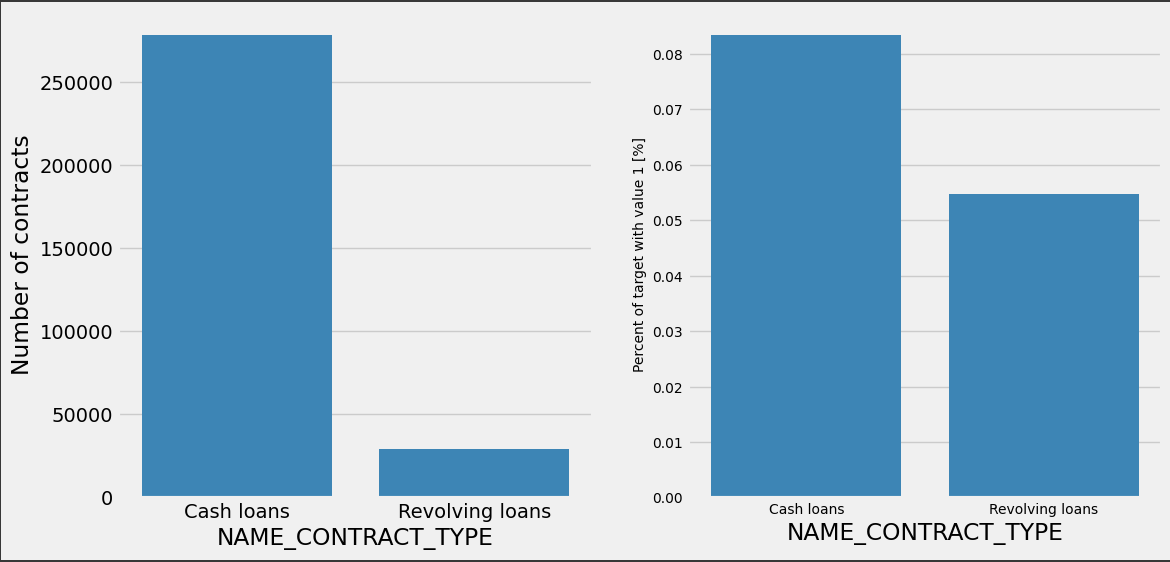 Number of contracts
250000
200000
150000
100000
50000
0
Cash loans
Revolving loans
NAME_CONTRACT_TYPE
Percent of target with value 1 [%]
0.08
0.07
0.06
0.05
0.04
0.03
0.02
0.01
0.00
Cash loans
Revolving loans
NAME_CONTRACT_TYPE